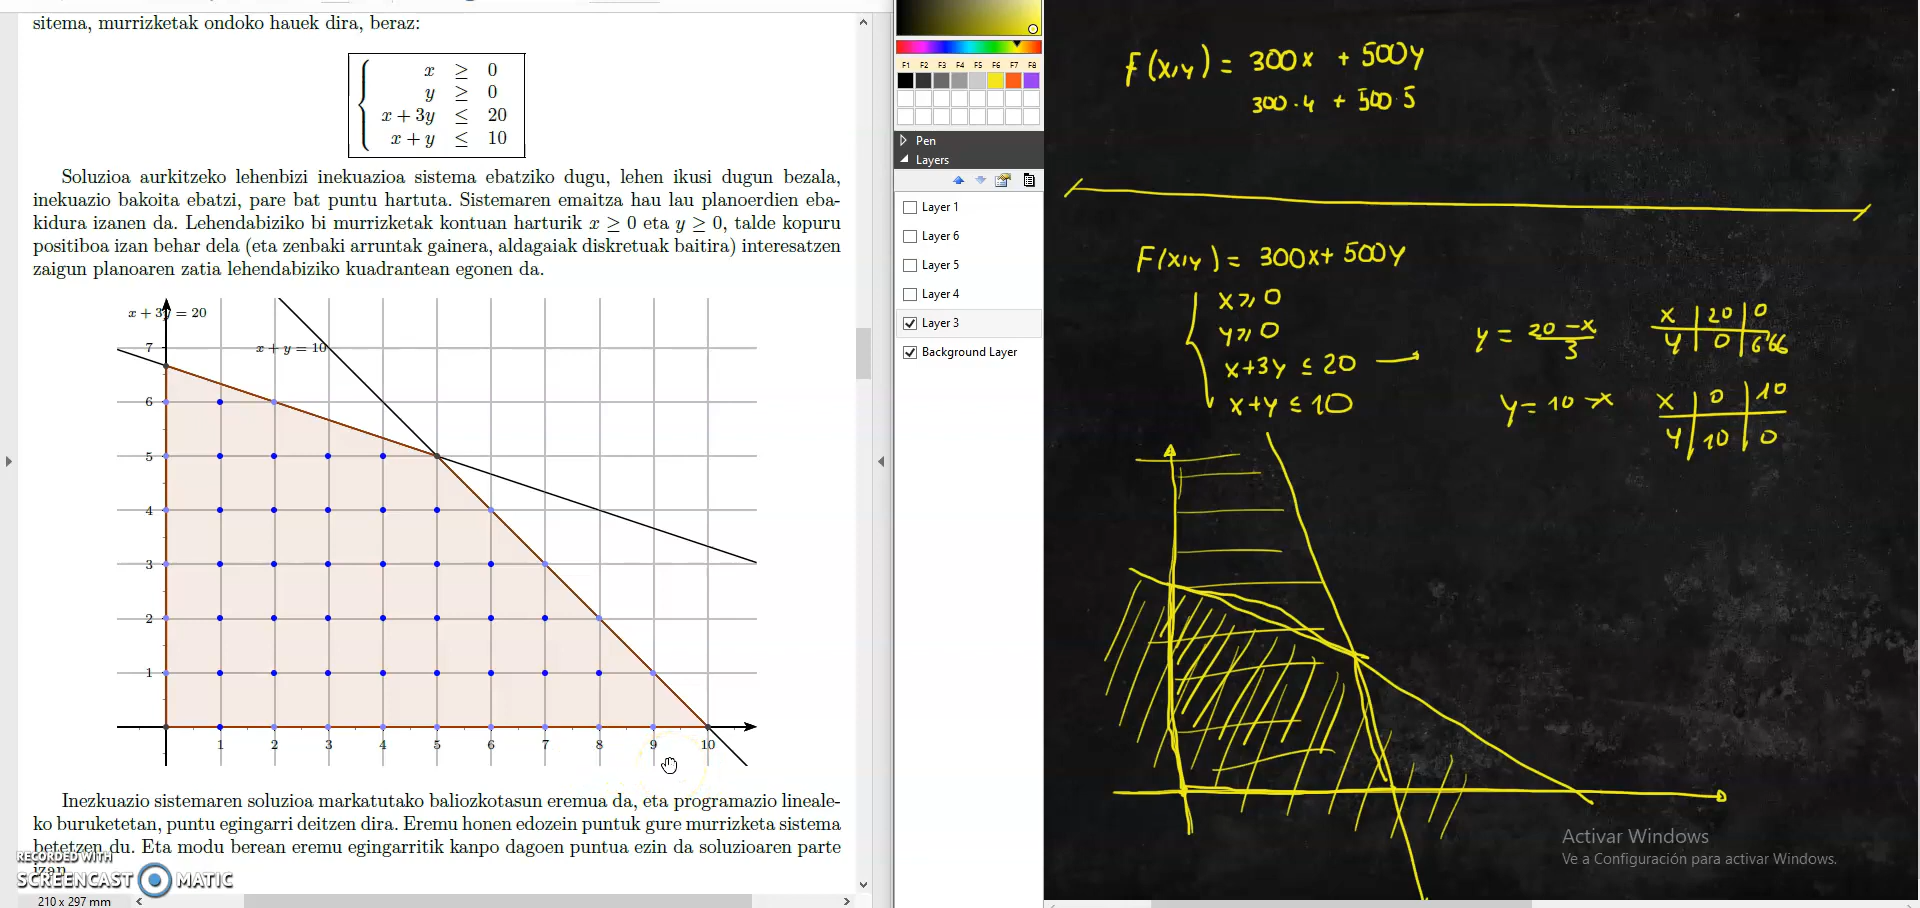 sitema, murrizketak ondoko hauek dira, beraz:
x ≥ 0
y ≥ 0
x + 3y ≤ 20
x + y ≤ 10
Soluzioa aurkitzeko lehenbizi inekuazioa sistema ebatziko dugu, lehen ikusi dugun bezala,
inekuazio bakoita ebatzi, pare bat puntu hartuta. Sistemaren emaitza hau lau planoerdien eba-
kidura izanen da. Lehendabiziko bi murrizketak kontuan harturik x ≥ 0 eta y ≥ 0, talde kopuru
positiboa izan behar dela (eta zenbaki arruntak gainera, aldagaiak diskretuak baitira) interesatzen
zaigun planoaren zatia lehendabiziko kuadrantean egonen da.
x + 3y = 20
x + y = 10
7
6
5
4
3
2
1
1 2 3 4 5 6 7 8 9 10
Inezkuazio sistemaren soluzioa markatutako baliozkotasun eremua da, eta programazio lineale-
ko buruketetan, puntu egingarri deitzen dira. Eremu honen edozein puntuk gure murrizketa sistema
betetzen du. Eta modu berean eremu egingarritik kanpo dagoen puntua ezin da soluzioaren parte
izan
RECORDED WITH
SCREENCAST MATIC
210 x 297 mm
F1 F2 F3 F4 F5 F6 F7 F8
Pen
Layers
Layer 1
Layer 6
Layer 5
Layer 4
Layer 3
Background Layer
F(x,y) = 300x + 500y
300·4 + 500·5
F(x,y) = 300x + 500y
x ≥ 0
y ≥ 0
x+3y ≤ 20
x+y ≤ 10
y = 20-x
3
x 20 0
y 0 6'66
y = 10-x
x 0 10
y 10 0
Activar Windows
Ve a Configuración para activar Windows.